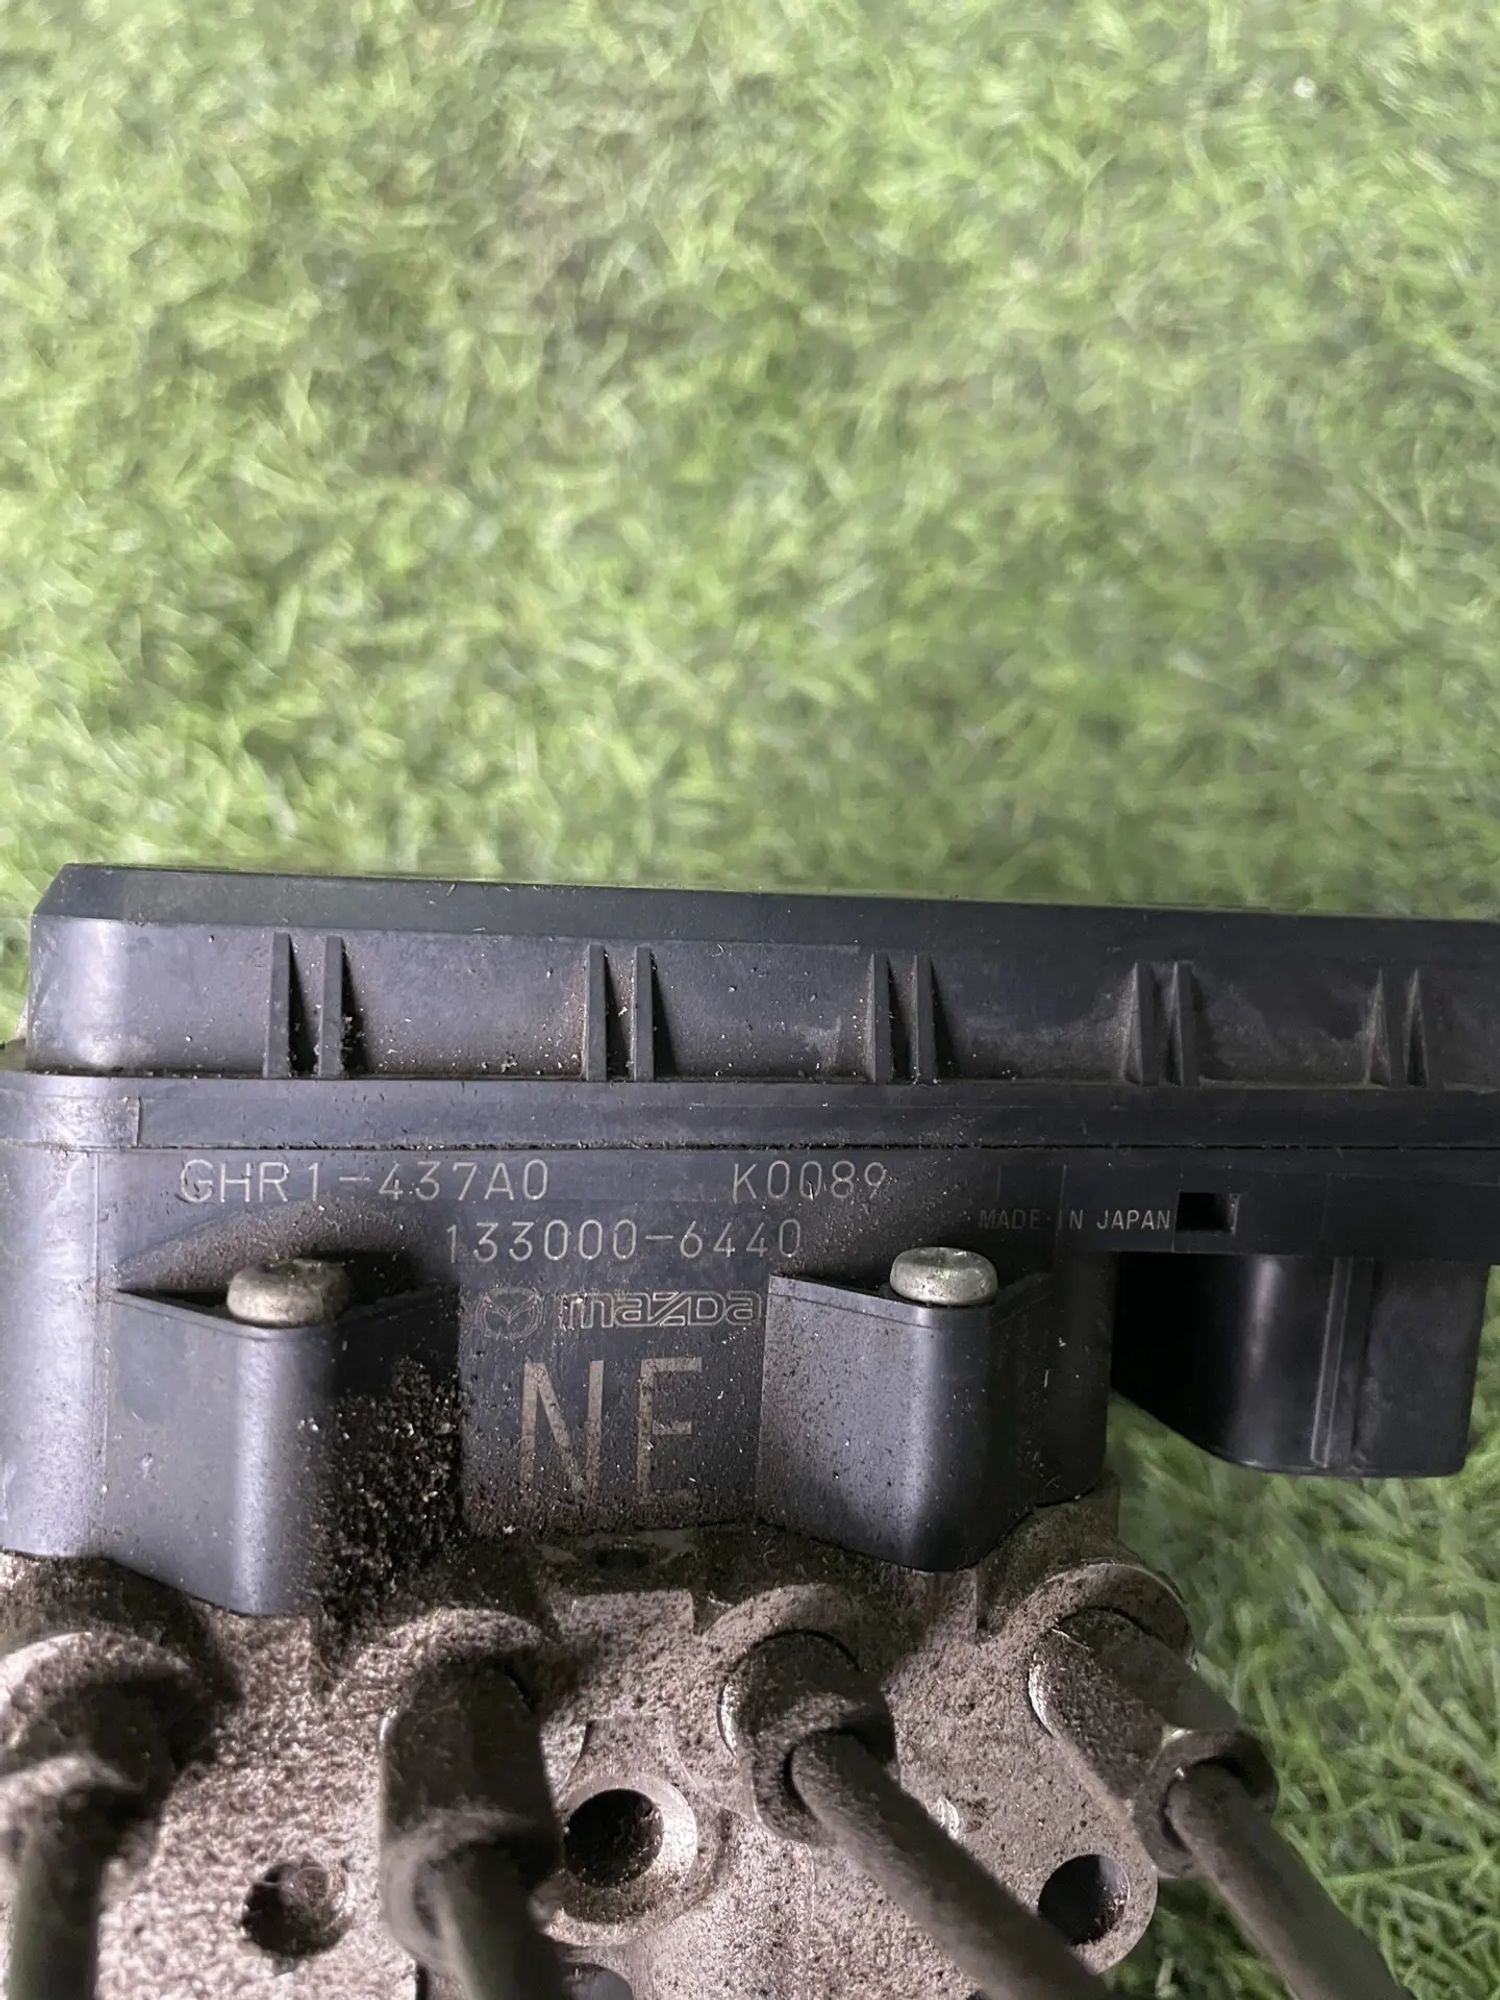 GHR1-437A0 K0089
133000-6440
MADE IN JAPAN
mazda
NE